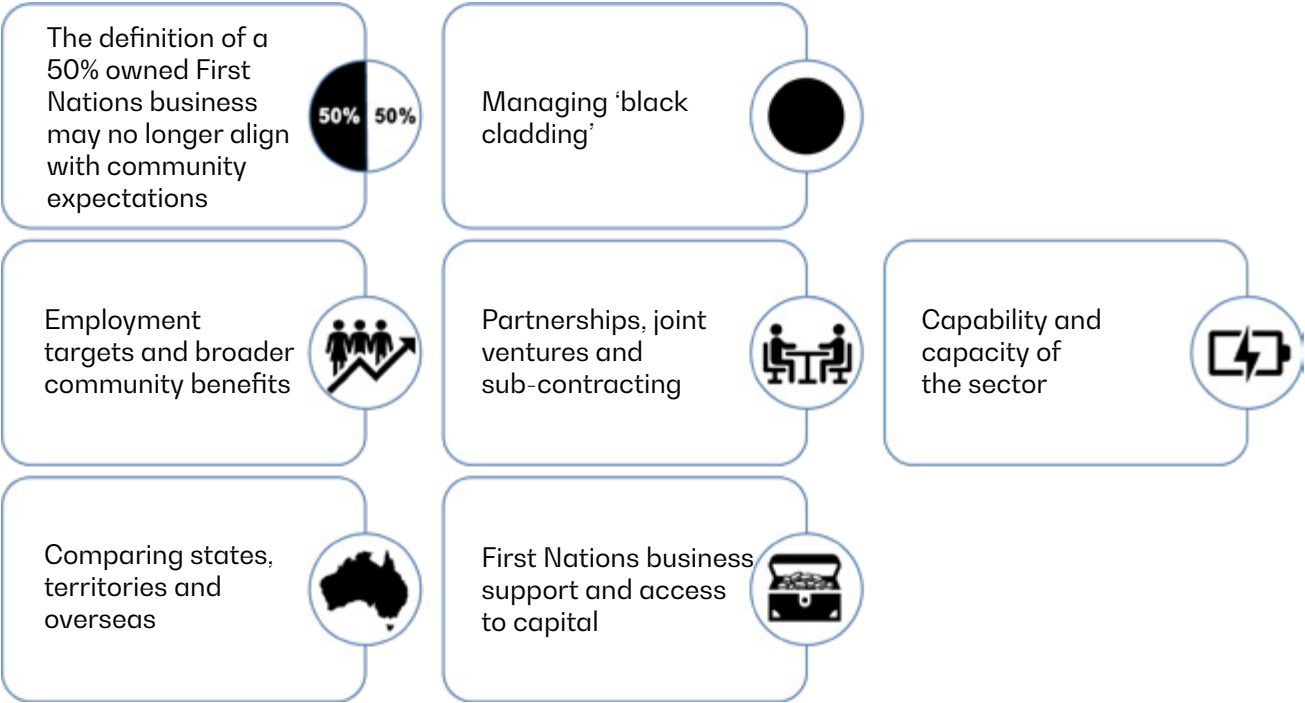 The definition of a
50% owned First
Nations business
may no longer align
with community
expectations
50% 50%
Managing ‘black
cladding’
Employment
targets and broader
community benefits
Partnerships, joint
ventures and
sub-contracting
Capability and
capacity of
the sector
Comparing states,
territories and
overseas
First Nations business
support and access
to capital